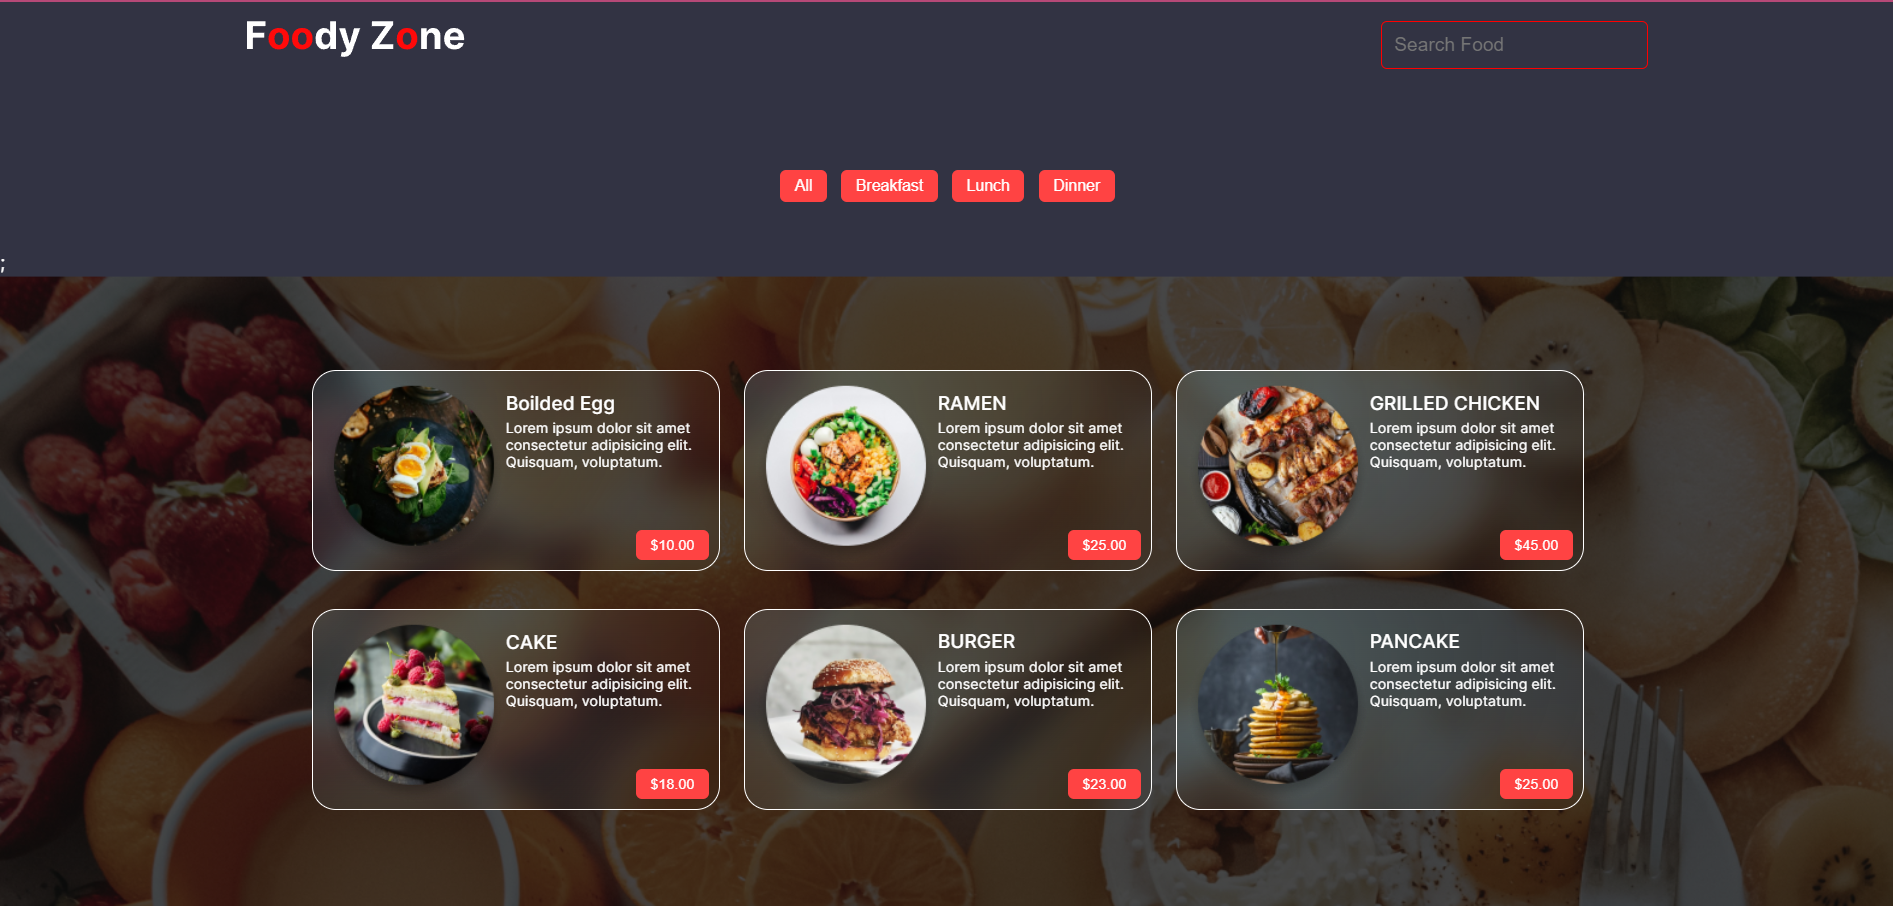 Foody Zone
Search Food
All
Breakfast
Lunch
Dinner
;
Boilded Egg
Lorem ipsum dolor sit amet
consectetur adipisicing elit.
Quisquam, voluptatum.
$10.00
RAMEN
Lorem ipsum dolor sit amet
consectetur adipisicing elit.
Quisquam, voluptatum.
$25.00
GRILLED CHICKEN
Lorem ipsum dolor sit amet
consectetur adipisicing elit.
Quisquam, voluptatum.
$45.00
CAKE
Lorem ipsum dolor sit amet
consectetur adipisicing elit.
Quisquam, voluptatum.
$18.00
BURGER
Lorem ipsum dolor sit amet
consectetur adipisicing elit.
Quisquam, voluptatum.
$23.00
PANCAKE
Lorem ipsum dolor sit amet
consectetur adipisicing elit.
Quisquam, voluptatum.
$25.00